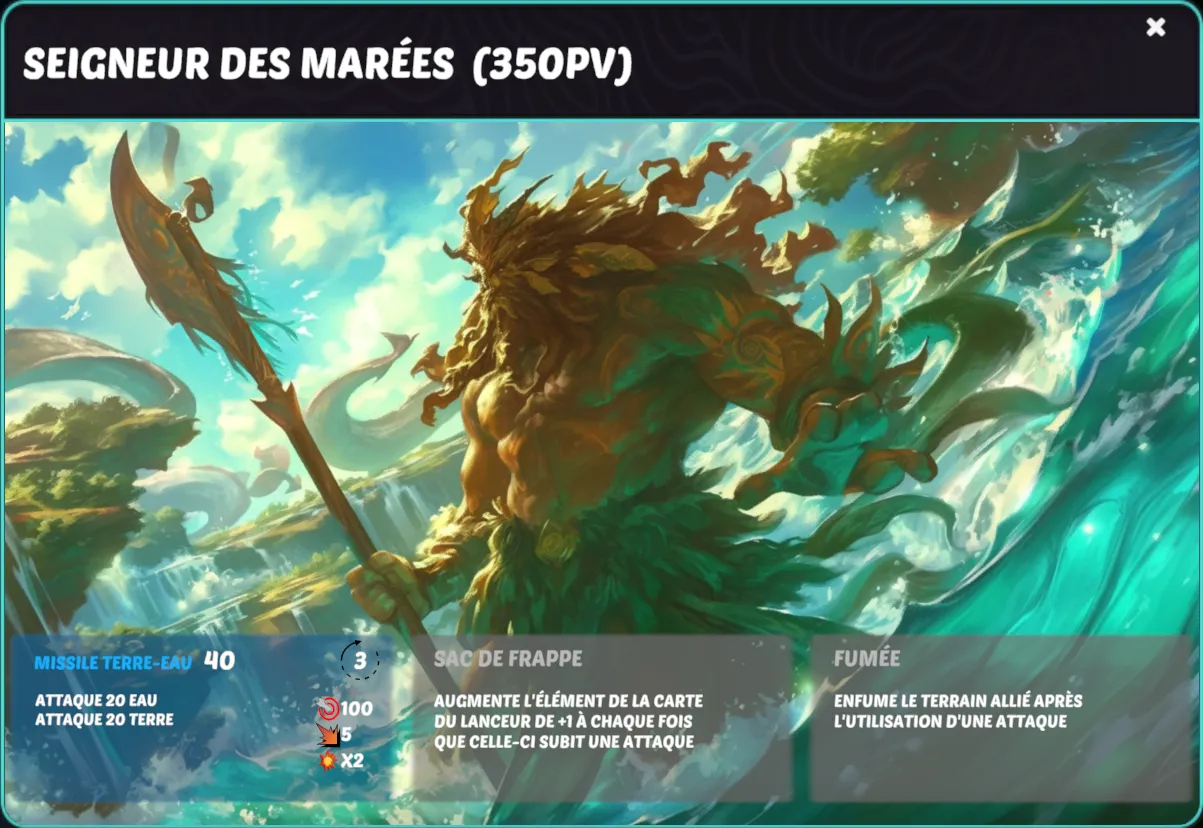 SEIGNEUR DES MARÉES (350PV)
MISSILE TERRE-EAU 40
3
ATTAQUE 20 EAU
ATTAQUE 20 TERRE
100
5
X2
SAC DE FRAPPE
AUGMENTE L'ÉLÉMENT DE LA CARTE
DU LANCEUR DE +1 À CHAQUE FOIS
QUE CELLE-CI SUBIT UNE ATTAQUE
FUMÉE
ENFUME LE TERRAIN ALLIÉ APRÈS
L'UTILISATION D'UNE ATTAQUE